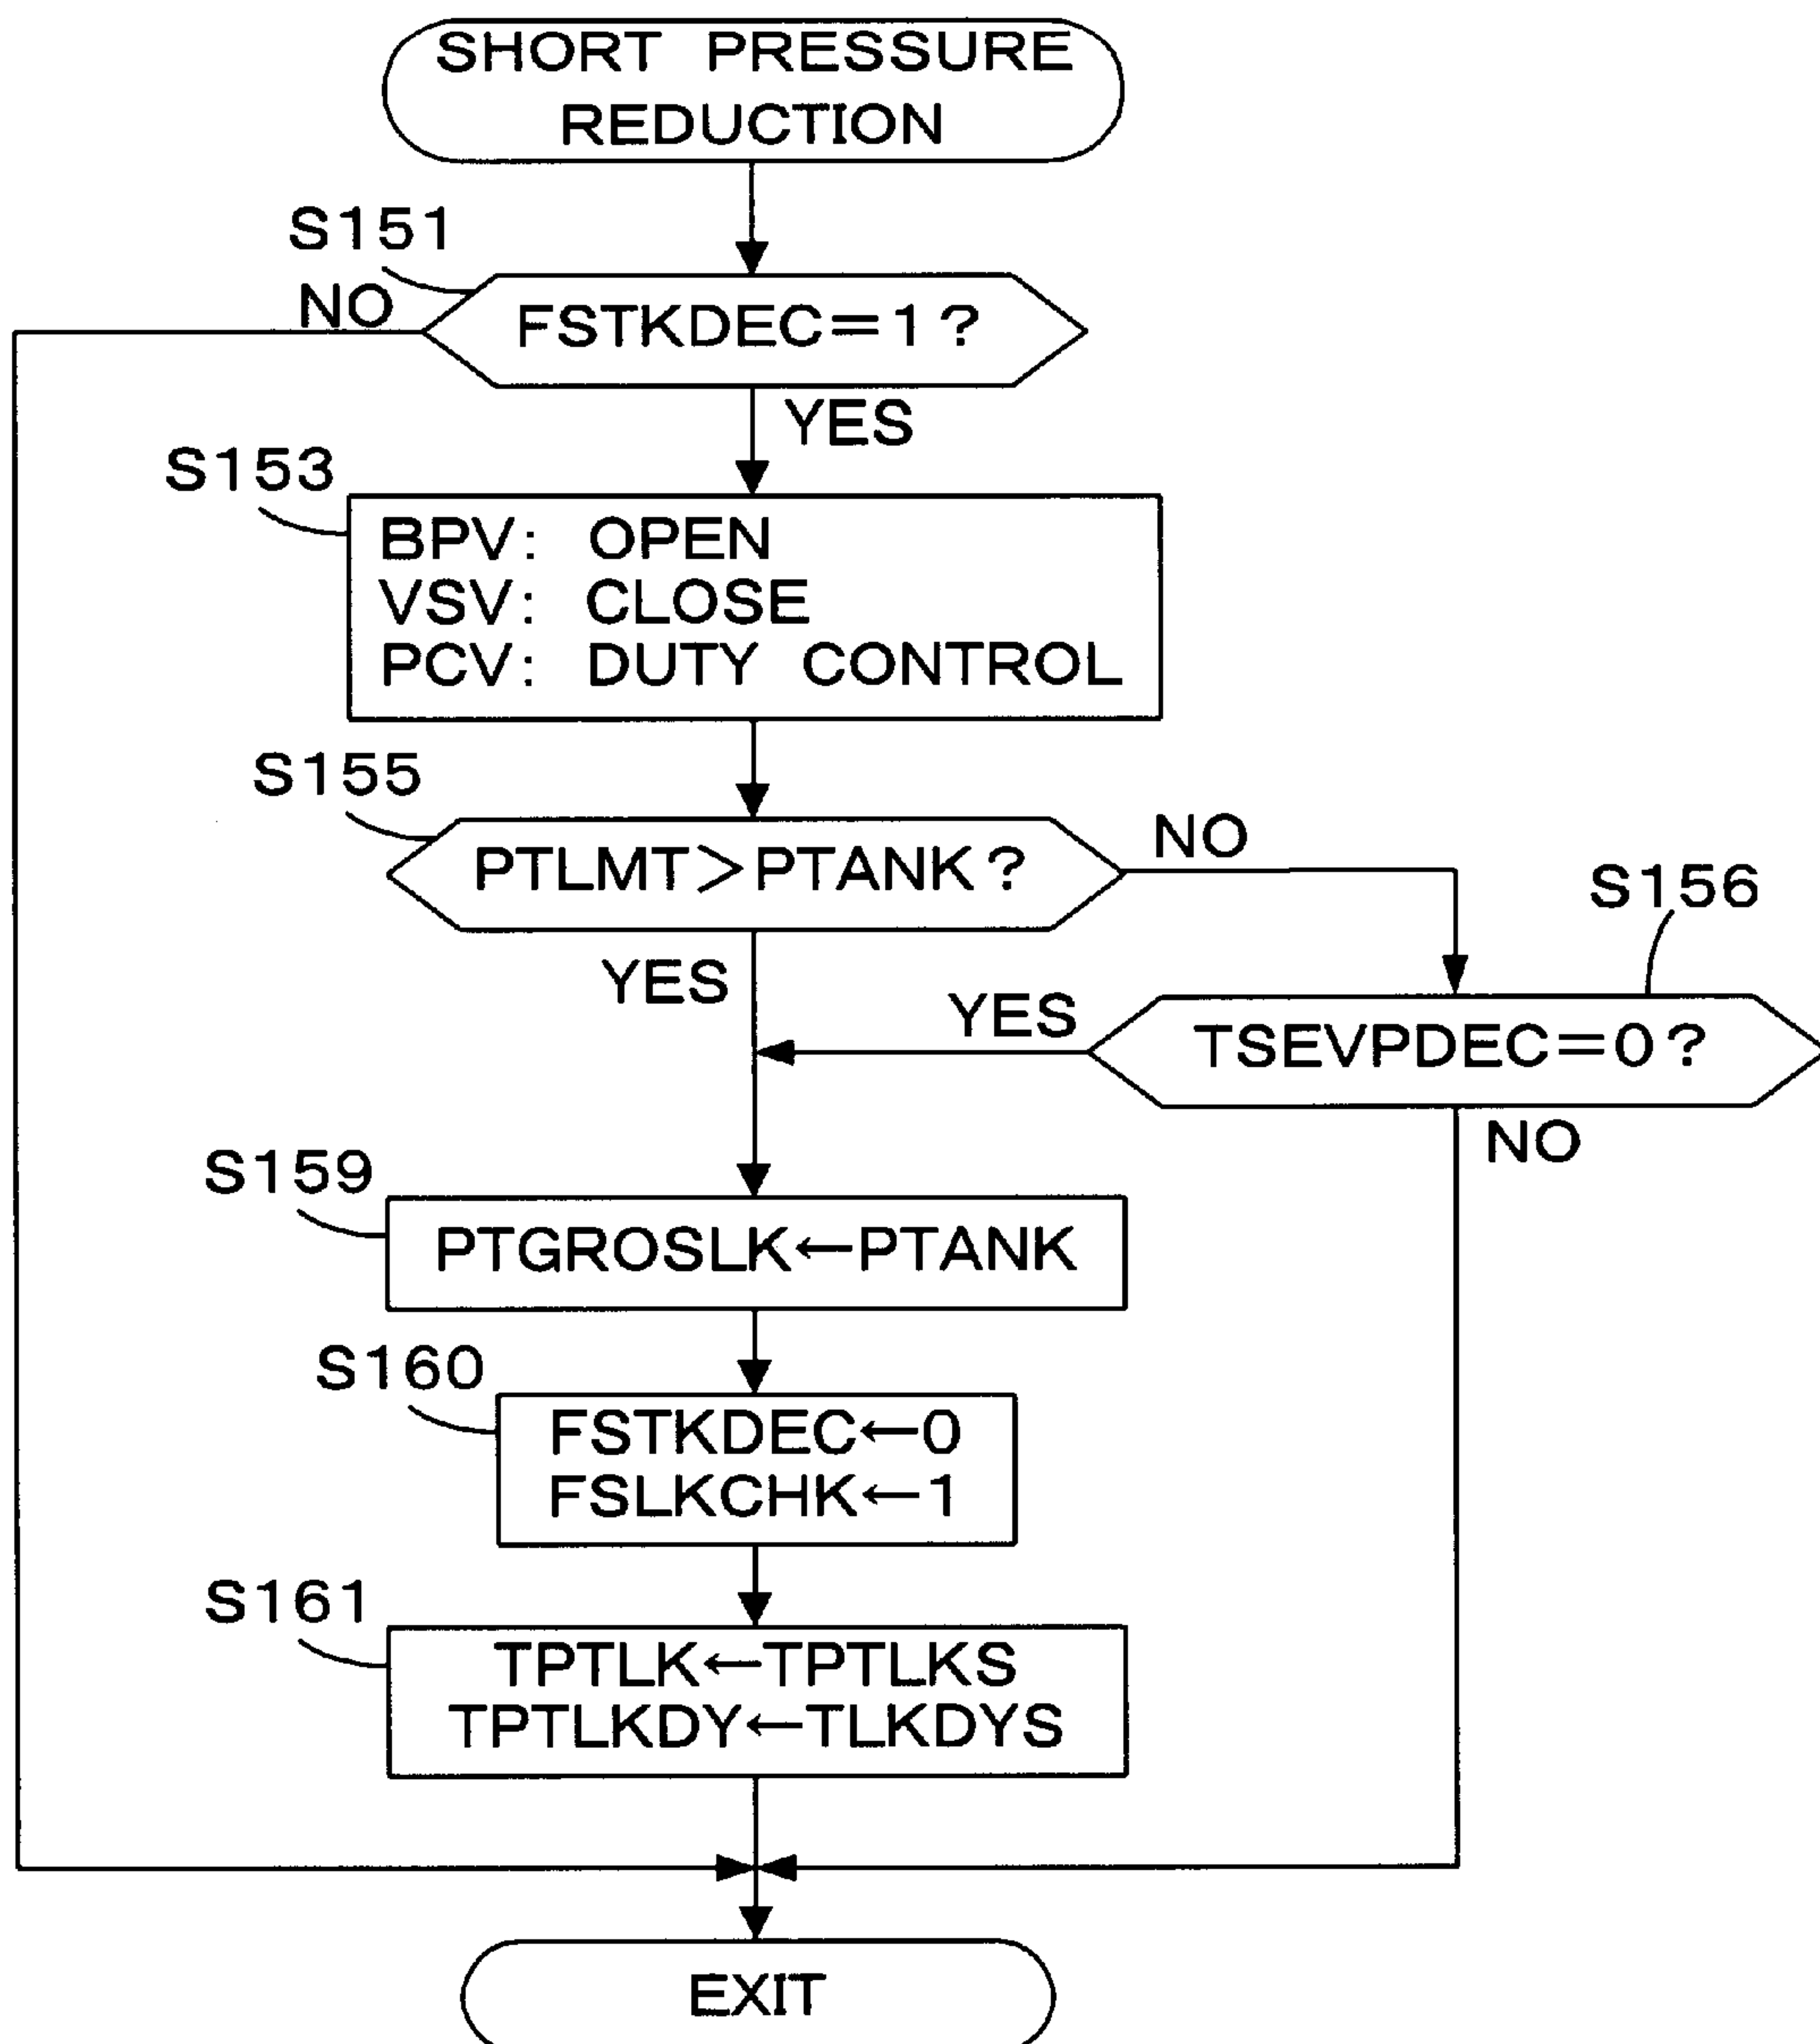 SHORT PRESSURE
REDUCTION
S151
NO
FSTKDEC=1?
YES
S153
BPV: OPEN
VSV: CLOSE
PCV: DUTY CONTROL
S155
PTLMT>PTANK?
NO
S156
YES
YES
TSEVPDEC=0?
NO
S159
PTGROSLK←PTANK
S160
FSTKDEC←0
FSLKCHK←1
S161
TPTLK←TPTLKS
TPTLKDY←TLKDYS
EXIT